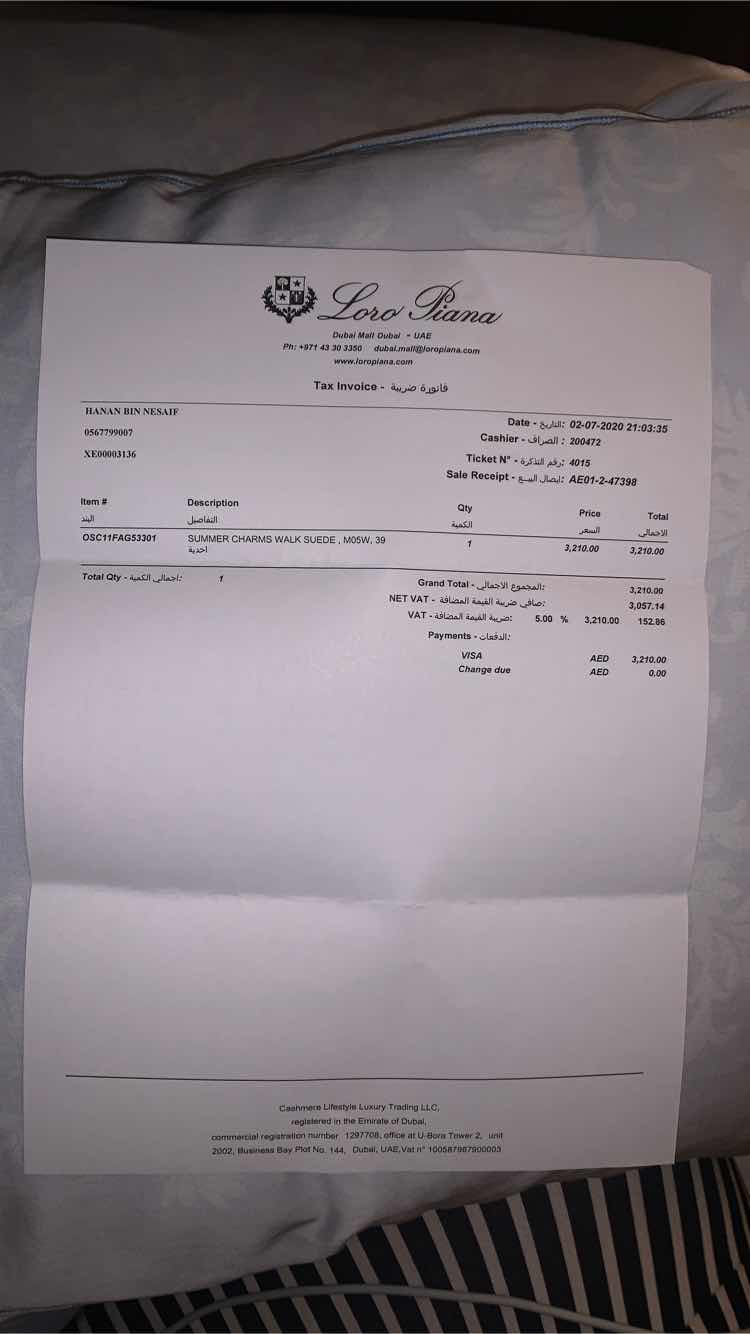 Loro Piana
Dubai Mall Dubai - UAE
Ph: +971 43 30 3350 dubai.mall@loropiana.com
www.loropiana.com
Tax Invoice - فاتورة ضريبة
HANAN BIN NESAIF
0567799007
XE00003136
Date - التاريخ: 02-07-2020 21:03:35
Cashier - الصراف : 200472
Ticket N° - رقم التذكرة: 4015
Sale Receipt - ايصال البيع: AE01-2-47398
Item # Description Qty Price Total
البند التفاصيل الكمية السعر الاجمالي
OSC11FAG53301 SUMMER CHARMS WALK SUEDE , M05W, 39 1 3,210.00 3,210.00
احدية
Total Qty - اجمالي الكمية: 1
Grand Total - المجموع الاجمالي: 3,210.00
NET VAT - صافي ضريبة القيمة المضافة: 3,057.14
VAT - ضريبة القيمة المضافة: 5.00 % 3,210.00 152.86
Payments - الدفعات:
VISA AED 3,210.00
Change due AED 0.00
Cashmere Lifestyle Luxury Trading LLC,
registered in the Emirate of Dubai,
commercial registration number 1297708, office at U-Bora Tower 2, unit
2002, Business Bay Plot No. 144, Dubai, UAE,Vat n° 100587967900003